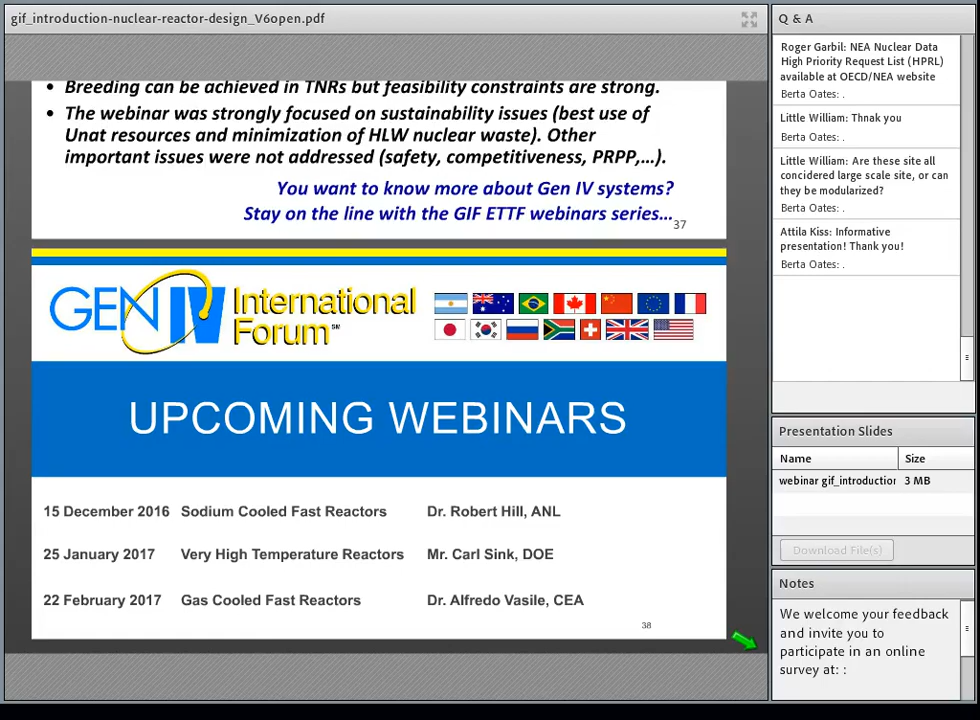 gif_introduction-nuclear-reactor-design_V6open.pdf
• Breeding can be achieved in TNRs but feasibility constraints are strong.
• The webinar was strongly focused on sustainability issues (best use of
Unat resources and minimization of HLW nuclear waste). Other
important issues were not addressed (safety, competitiveness, PRPP,...).
You want to know more about Gen IV systems?
Stay on the line with the GIF ETTF webinars series...
37
GEN IV International
Forum℠
UPCOMING WEBINARS
15 December 2016 Sodium Cooled Fast Reactors Dr. Robert Hill, ANL
25 January 2017 Very High Temperature Reactors Mr. Carl Sink, DOE
22 February 2017 Gas Cooled Fast Reactors Dr. Alfredo Vasile, CEA
38
Q & A
Roger Garbil: NEA Nuclear Data
High Priority Request List (HPRL)
available at OECD/NEA website
Berta Oates: .
Little William: Thnak you
Berta Oates: .
Little William: Are these site all
concidered large scale site, or can
they be modularized?
Berta Oates: .
Attila Kiss: Informative
presentation! Thank you!
Berta Oates: .
Presentation Slides
Name Size
webinar gif_introduction 3 MB
Download File(s)
Notes
We welcome your feedback
and invite you to
participate in an online
survey at: :